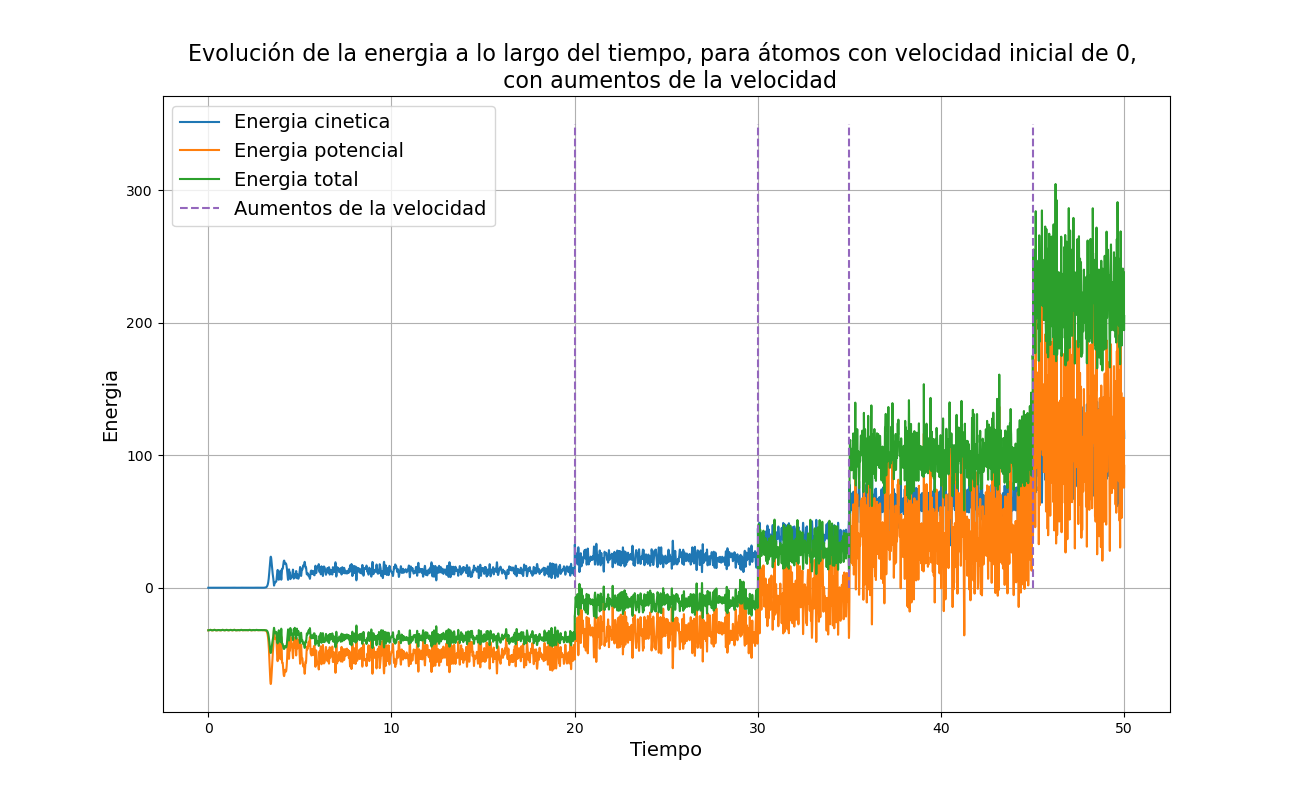 Evolución de la energia a lo largo del tiempo, para átomos con velocidad inicial de 0,
con aumentos de la velocidad
Energia cinetica
Energia potencial
Energia total
Aumentos de la velocidad
Energia
300
200
100
0
0
10
20
30
40
50
Tiempo